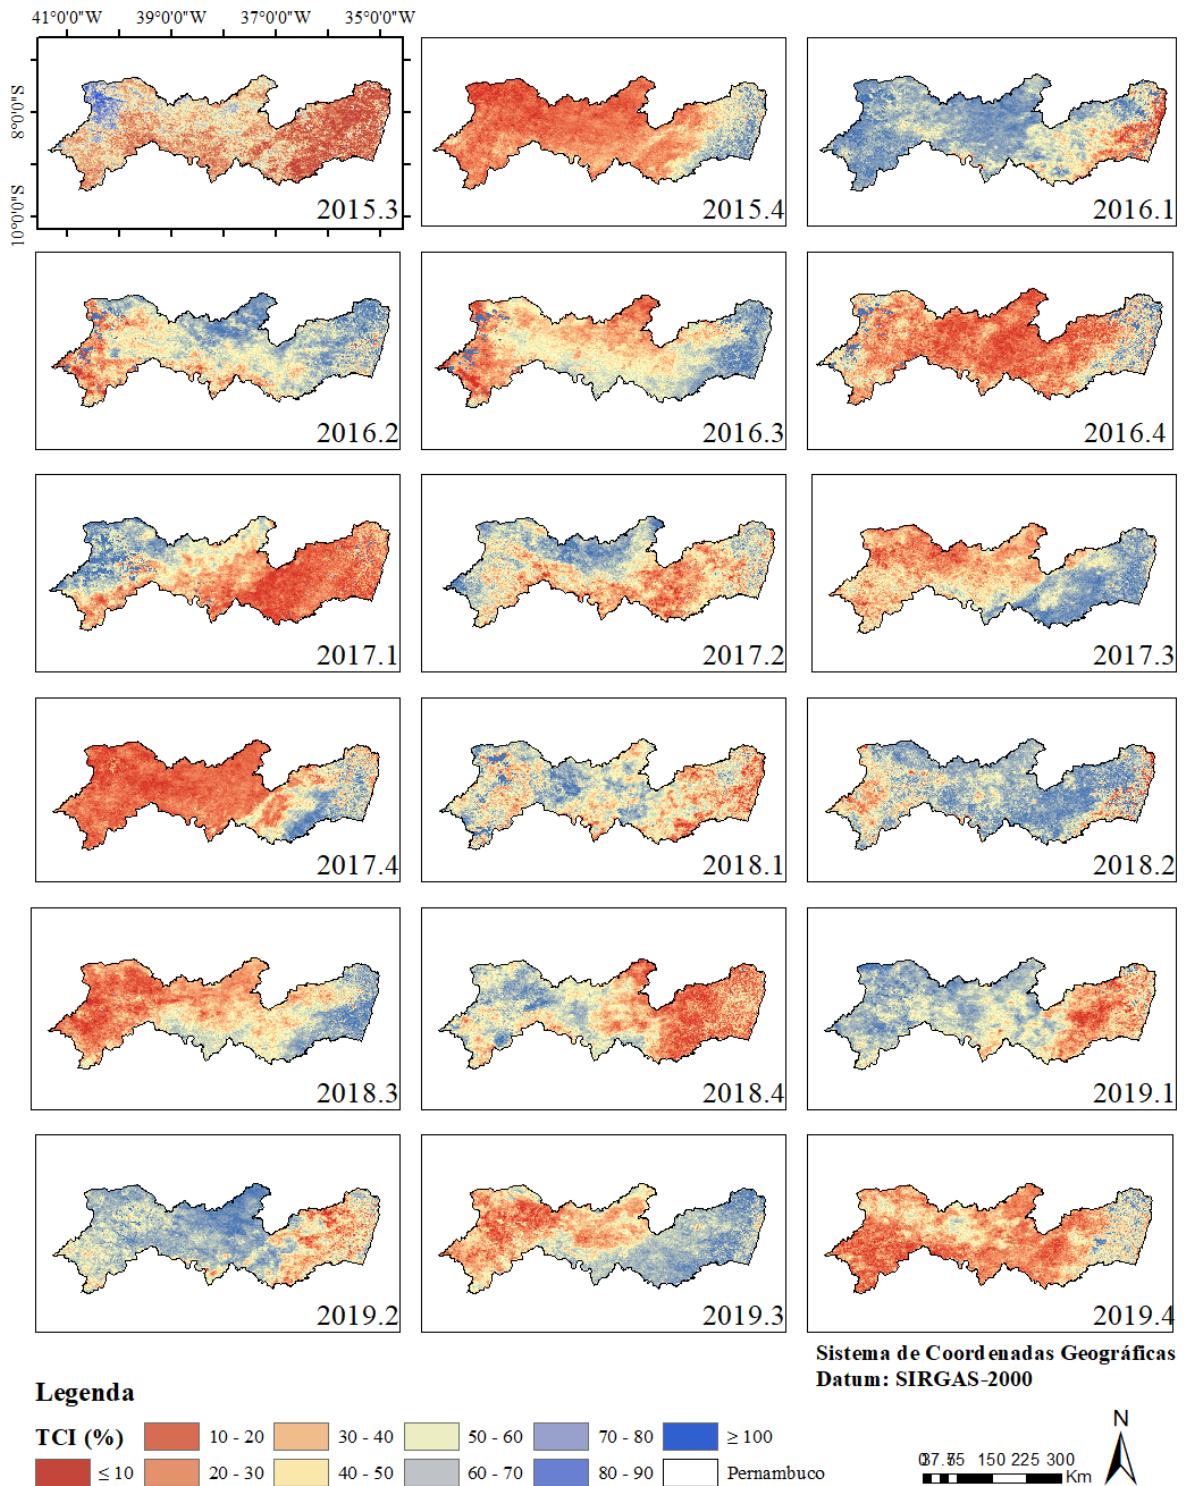 41°0'0"W 39°0'0"W 37°0'0"W 35°0'0"W
8°0'0"S
10°0'0"S
2015.3
2015.4
2016.1
2016.2
2016.3
2016.4
2017.1
2017.2
2017.3
2017.4
2018.1
2018.2
2018.3
2018.4
2019.1
2019.2
2019.3
2019.4
Sistema de Coordenadas Geográficas
Datum: SIRGAS-2000
Legenda
TCI (%) 10 - 20 30 - 40 50 - 60 70 - 80 ≥ 100
≤ 10 20 - 30 40 - 50 60 - 70 80 - 90 Pernambuco
N
0 37.5 75 150 225 300
Km